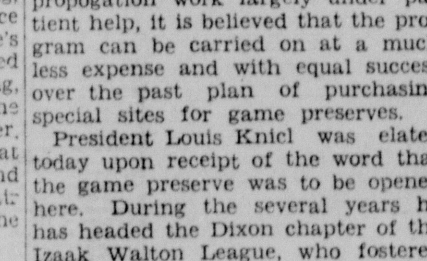 propogation work largely under pa
tient help, it is believed that the pro
gram can be carried on at a muc
less expense and with equal succes
over the past plan of purchasin
special sites for game preserves.
President Louis Knicl was elate
today upon receipt of the word tha
the game preserve was to be opene
here. During the several years h
has headed the Dixon chapter of th
Izaak Walton League, who fostere